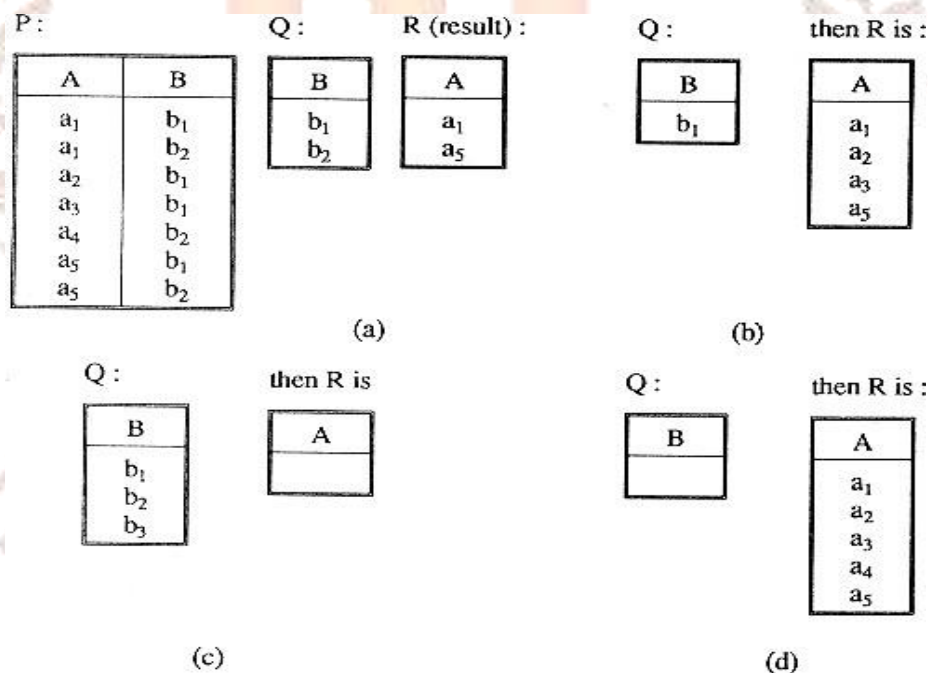 P :
A B
a₁ b₁
a₁ b₂
a₂ b₁
a₃ b₁
a₄ b₂
a₅ b₁
a₅ b₂
Q :
B
b₁
b₂
R (result) :
A
a₁
a₅
(a)
Q :
B
b₁
then R is :
A
a₁
a₂
a₃
a₅
(b)
Q :
B
b₁
b₂
b₃
then R is
A
(c)
Q :
B
then R is :
A
a₁
a₂
a₃
a₄
a₅
(d)